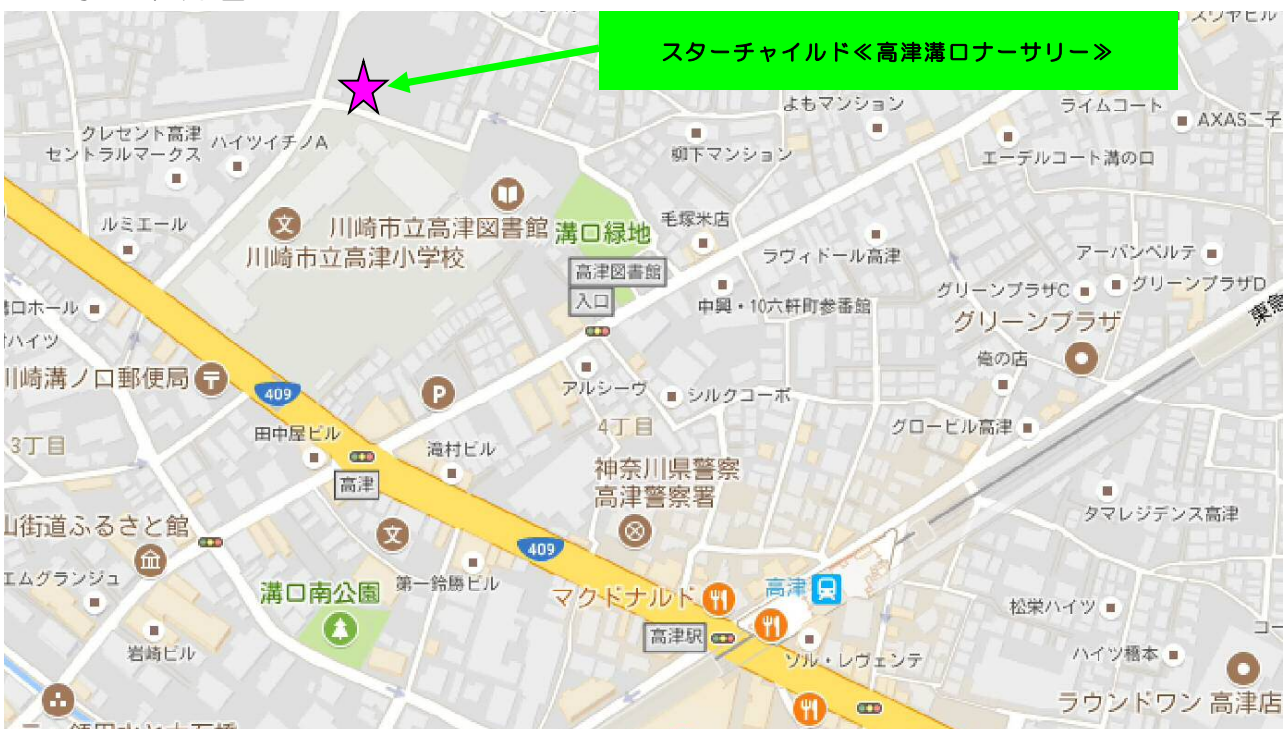 スターチャイルド≪高津溝口ナーサリー≫
スワヤビル
よもマンション
ライムコート
AXAS二子
クレセント高津
セントラルマークス
ハイツイチノA
柳下マンション
エーデルコート溝の口
ルミエール
川崎市立高津図書館
川崎市立高津小学校
溝口緑地
毛塚米店
高津図書館
入口
ラヴィドール高津
アーバンベルテ
中興・10六軒町参番館
グリーンプラザC
グリーンプラザD
グリーンプラザ
東急
口ホール
ハイツ
川崎溝ノ口郵便局
俺の店
409
アルシーヴ
シルクコーポ
P
田中屋ビル
滝村ビル
4丁目
グロービル高津
3丁目
高津
神奈川県警察
高津警察署
タマレジデンス高津
山街道ふるさと館
文
409
エムグランジュ
溝口南公園
第一鈴勝ビル
マクドナルド
高津
松栄ハイツ
コー
高津駅
岩崎ビル
ソル・レヴェンテ
ハイツ橋本
ラウンドワン 高津店